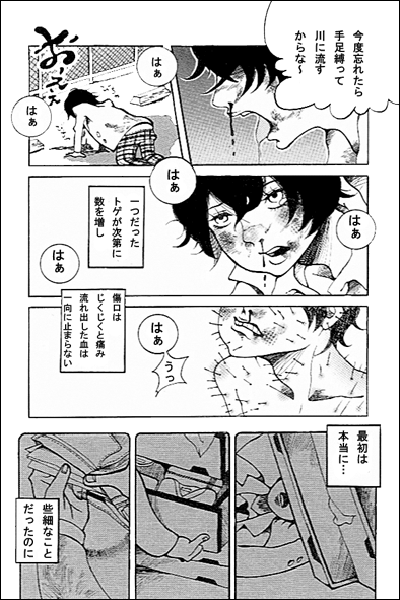 今度忘れたら
手足縛って
川に流す
からな〜
はぁ
おぇぇ
はぁ
はぁ
はぁ
一つだった
トゲが次第に
数を増し
はぁ
はぁ
うっ
傷口は
じくじくと痛み
流れ出した血は
一向に止まらない
最初は
本当に…
些細なこと
だったのに